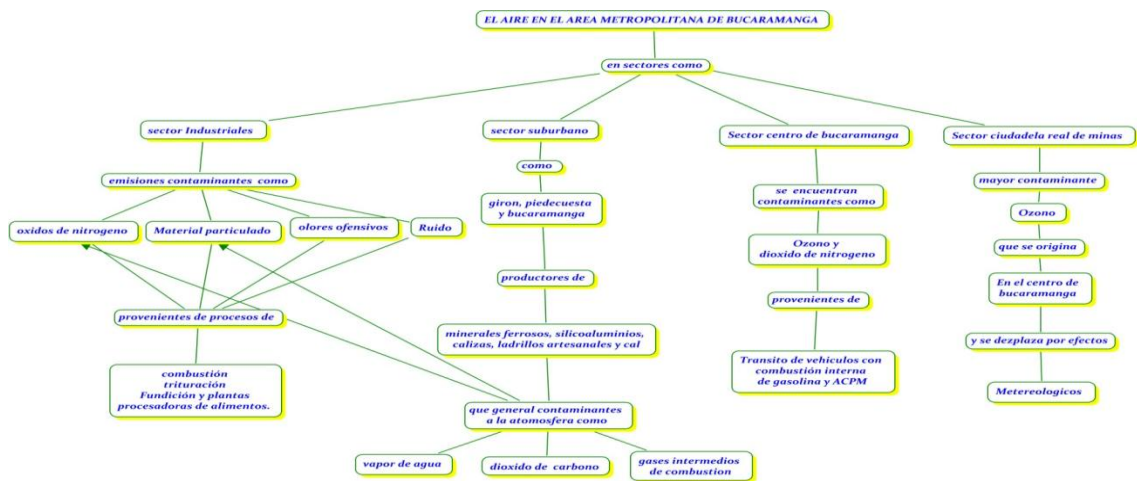 EL AIRE EN EL AREA METROPOLITANA DE BUCARAMANGA
en sectores como
sector Industriales
emisiones contaminantes como
oxidos de nitrogeno
Material particulado
olores ofensivos
Ruido
provenientes de procesos de
combustión
trituración
Fundición y plantas
procesadoras de alimentos.
sector suburbano
como
giron, piedecuesta
y bucaramanga
productores de
minerales ferrosos, silicoaluminios,
calizas, ladrillos artesanales y cal
que general contaminantes
a la atomosfera como
vapor de agua
dioxido de carbono
gases intermedios
de combustion
Sector centro de bucaramanga
se encuentran
contaminantes como
Ozono y
dioxido de nitrogeno
provenientes de
Transito de vehiculos con
combustión interna
de gasolina y ACPM
Sector ciudadela real de minas
mayor contaminante
Ozono
que se origina
En el centro de
bucaramanga
y se dezplaza por efectos
Metereologicos